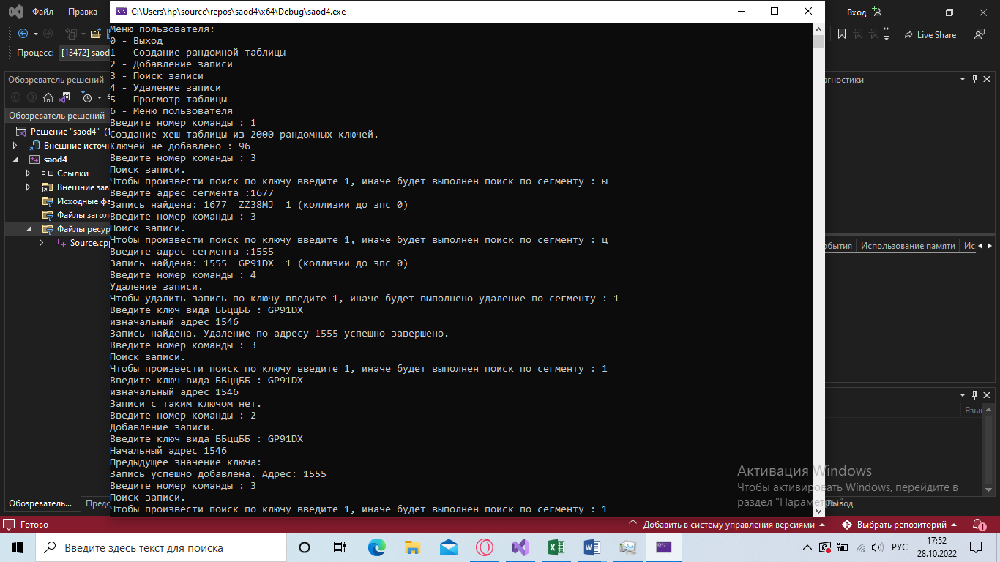 C:\Users\hp\source\repos\saod4\x64\Debug\saod4.exe
Файл Правка
Вход
Live Share
Процесс: [13472] saod
Обозреватель решений
Обозреватель решений –
Решение "saod4" (1
Внешние источн
saod4
Ссылки
Внешние зав
Исходные фа
Файлы загол
Файлы ресур
Source.cpp
Обозреватель...
Меню пользователя:
0 - Выход
1 - Создание рандомной таблицы
2 - Добавление записи
3 - Поиск записи
4 - Удаление записи
5 - Просмотр таблицы
6 - Меню пользователя
Введите номер команды : 1
Создание хеш таблицы из 2000 рандомных ключей.
Ключей не добавлено : 96
Введите номер команды : 3
Поиск записи.
Чтобы произвести поиск по ключу введите 1, иначе будет выполнен поиск по сегменту : ы
Введите адрес сегмента :1677
Запись найдена: 1677  ZZ38MJ  1 (коллизии до зпс 0)
Введите номер команды : 3
Поиск записи.
Чтобы произвести поиск по ключу введите 1, иначе будет выполнен поиск по сегменту : ц
Введите адрес сегмента :1555
Запись найдена: 1555  GP91DX  1 (коллизии до зпс 0)
Введите номер команды : 4
Удаление записи.
Чтобы удалить запись по ключу введите 1, иначе будет выполнено удаление по сегменту : 1
Введите ключ вида ББццББ : GP91DX
изначальный адрес 1546
Запись найдена. Удаление по адресу 1555 успешно завершено.
Введите номер команды : 3
Поиск записи.
Чтобы произвести поиск по ключу введите 1, иначе будет выполнен поиск по сегменту : 1
Введите ключ вида ББццББ : GP91DX
изначальный адрес 1546
Записи с таким ключом нет.
Введите номер команды : 2
Добавление записи.
Введите ключ вида ББццББ : GP91DX
Начальный адрес 1546
Предыдущее значение ключа:
Запись успешно добавлена. Адрес: 1555
Введите номер команды : 3
Поиск записи.
Чтобы произвести поиск по ключу введите 1, иначе будет выполнен поиск по сегменту : 1
агностики
обытия Использование памяти Ис
Язык
Вывод
Активация Windows
Чтобы активировать Windows, перейдите в
раздел "Параметры".
Готово
Добавить в систему управления версиями
Выбрать репозиторий
1
Введите здесь текст для поиска
РУС
17:52
28.10.2022